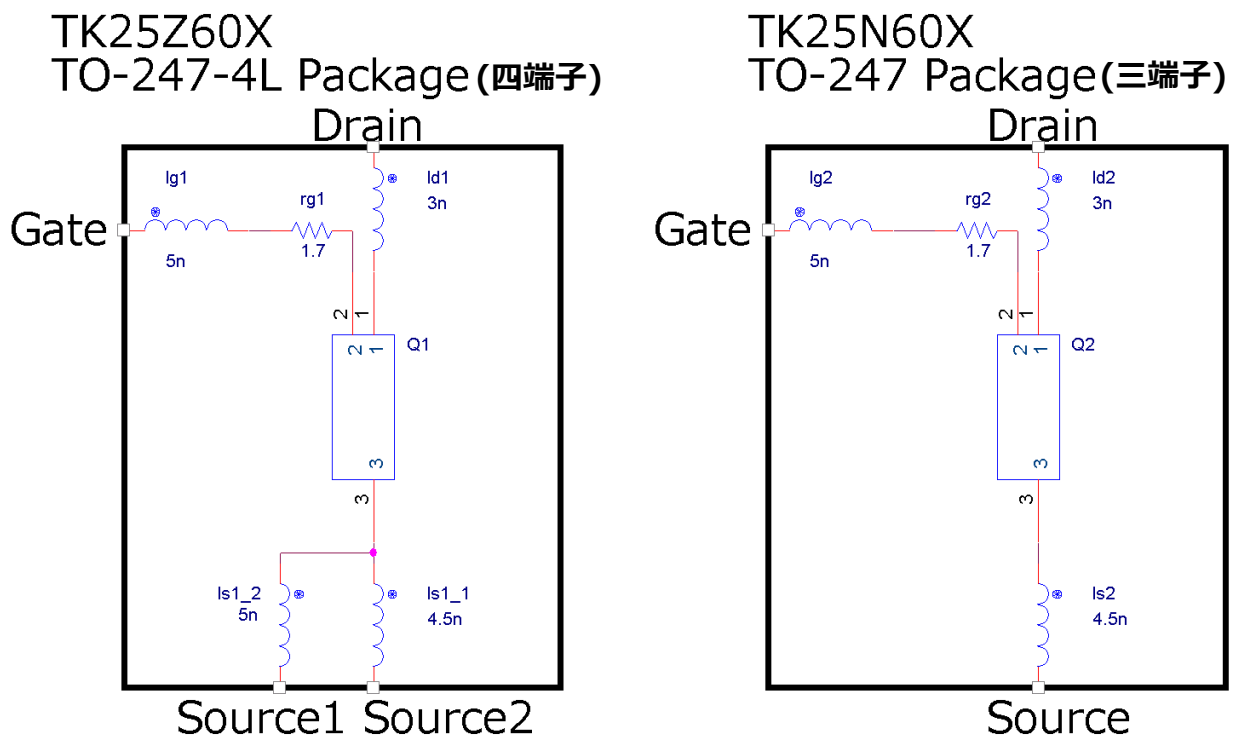 TK25Z60X
TO-247-4L Package(四端子)
Drain
lg1
ld1
3n
rg1
Gate
1.7
5n
2
1
2
1
Q1
3
3
ls1_2
5n
ls1_1
4.5n
Source1 Source2
TK25N60X
TO-247 Package(三端子)
Drain
lg2
ld2
3n
rg2
Gate
1.7
5n
2
1
2
1
Q2
3
3
ls2
4.5n
Source